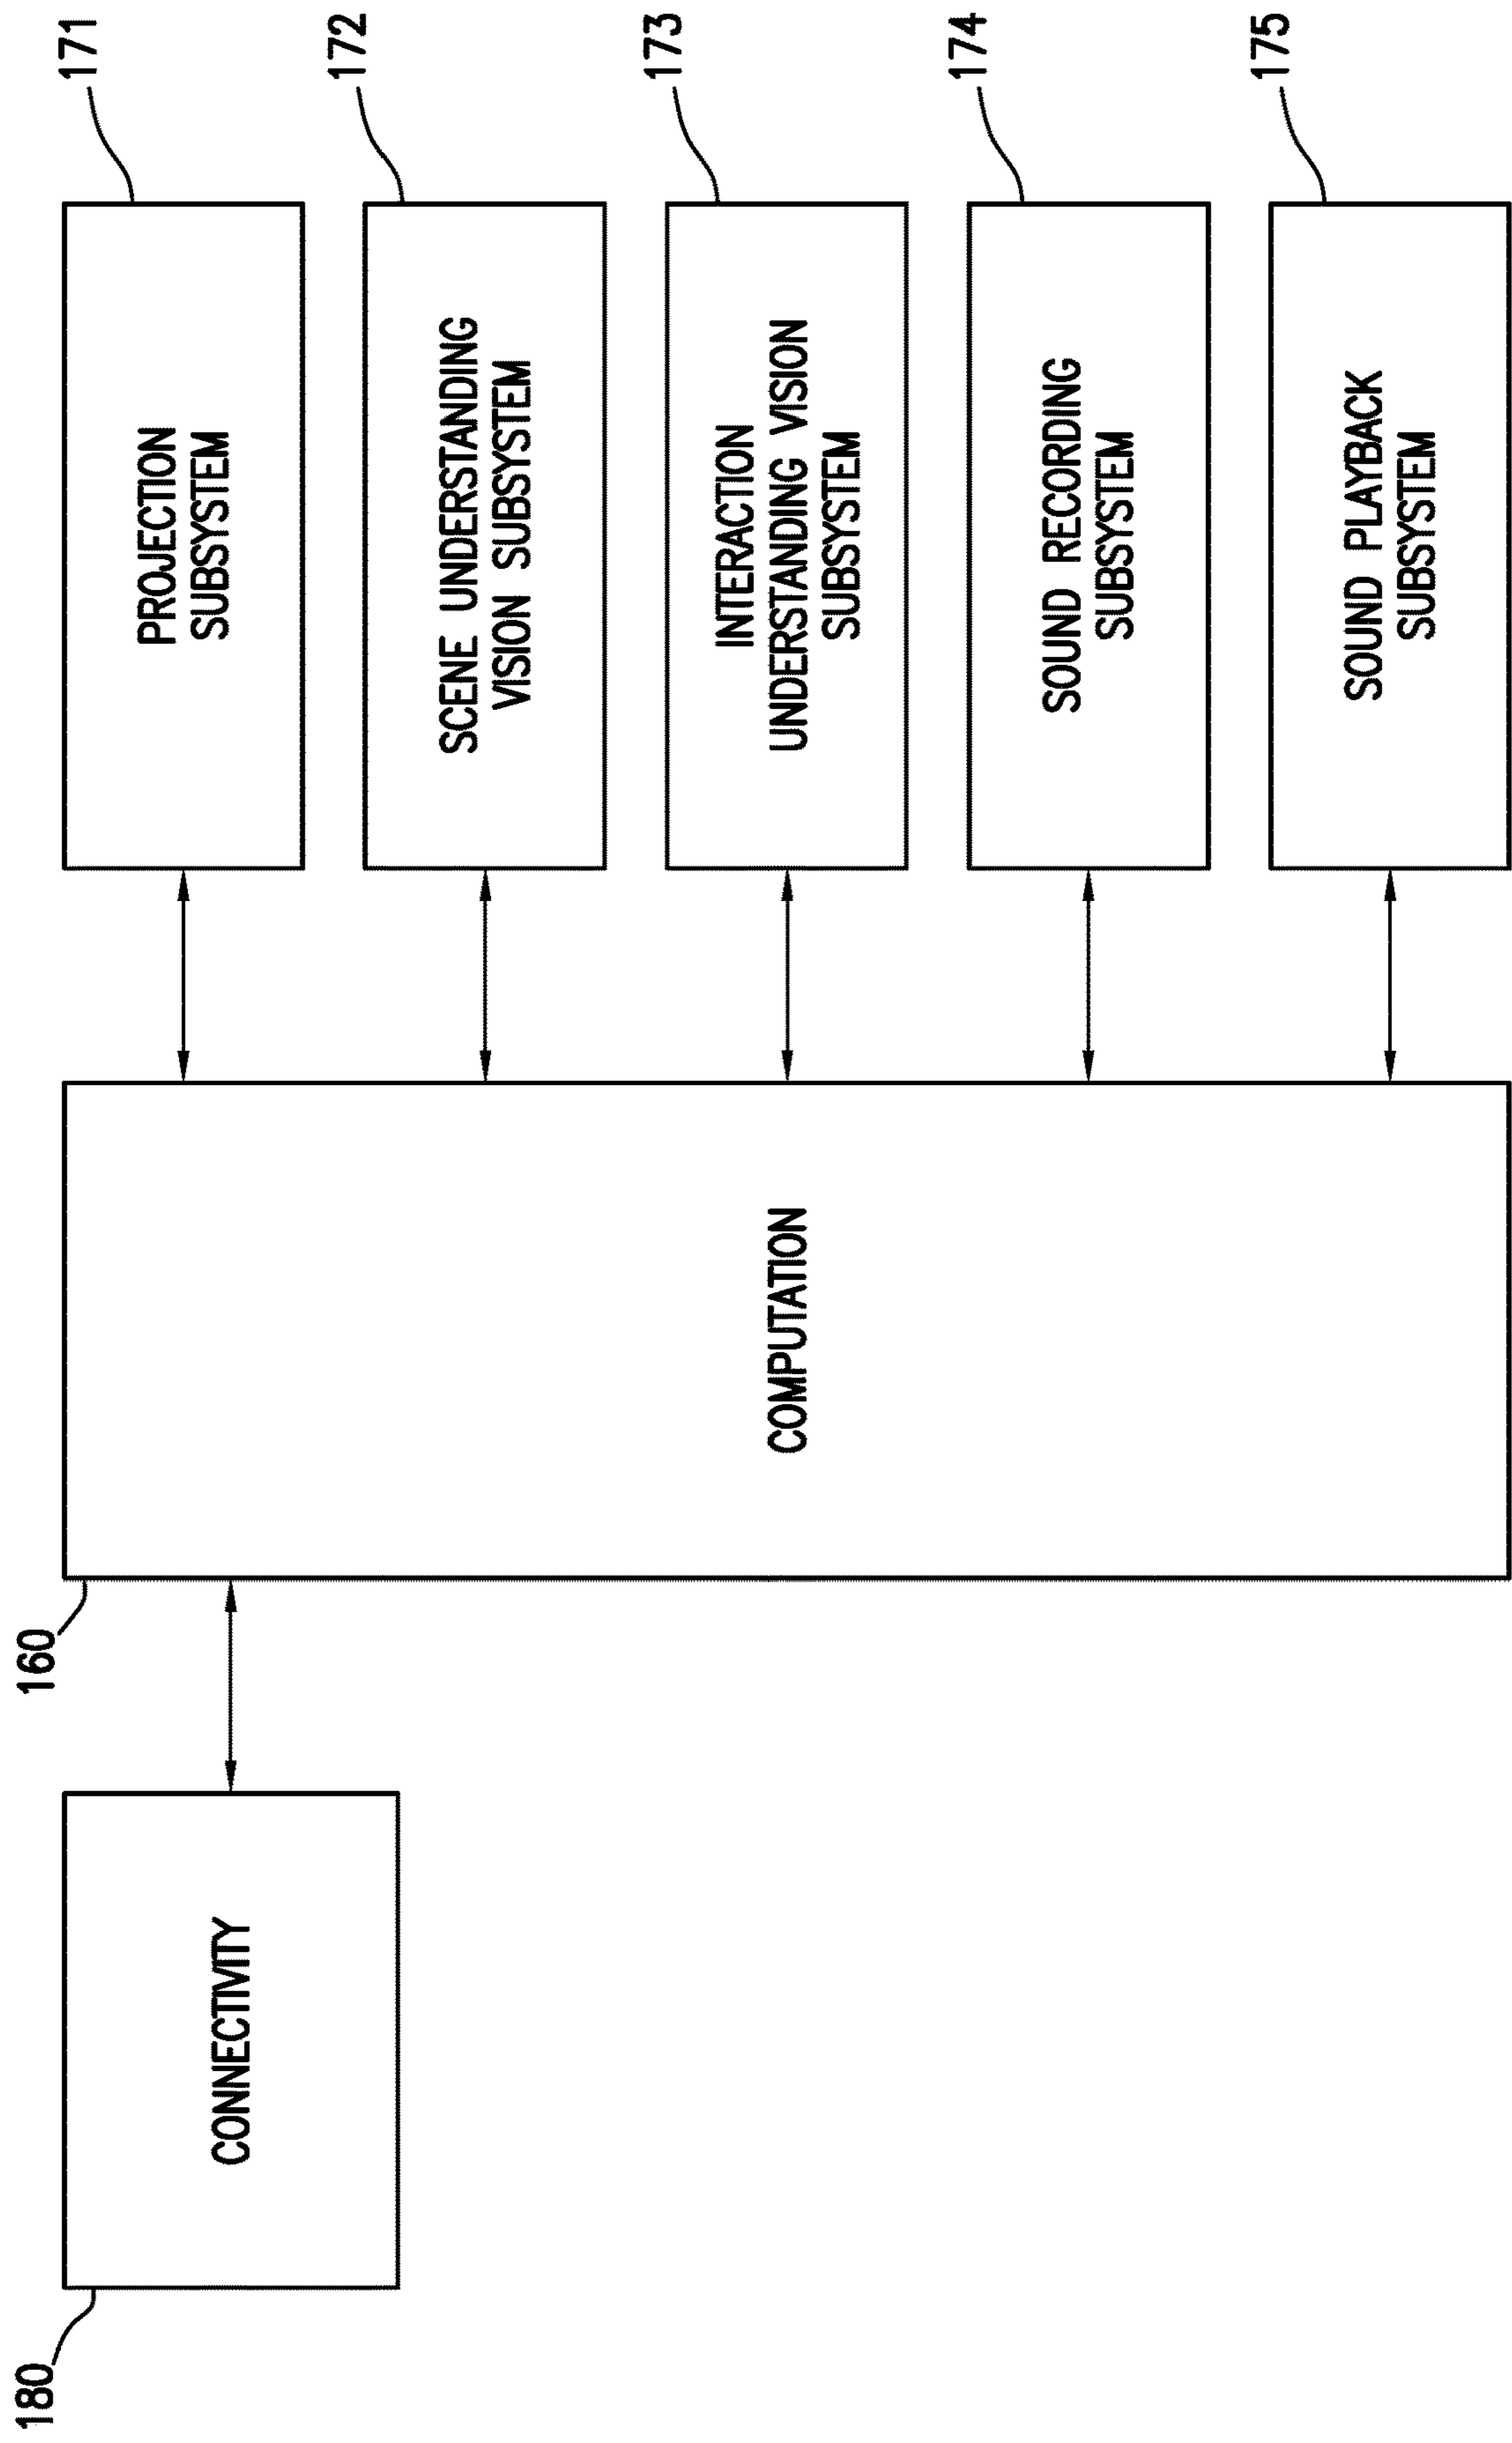 180
CONNECTIVITY
160
COMPUTATION
171
PROJECTION
SUBSYSTEM
172
SCENE UNDERSTANDING
VISION SUBSYSTEM
173
INTERACTION
UNDERSTANDING VISION
SUBSYSTEM
174
SOUND RECORDING
SUBSYSTEM
175
SOUND PLAYBACK
SUBSYSTEM